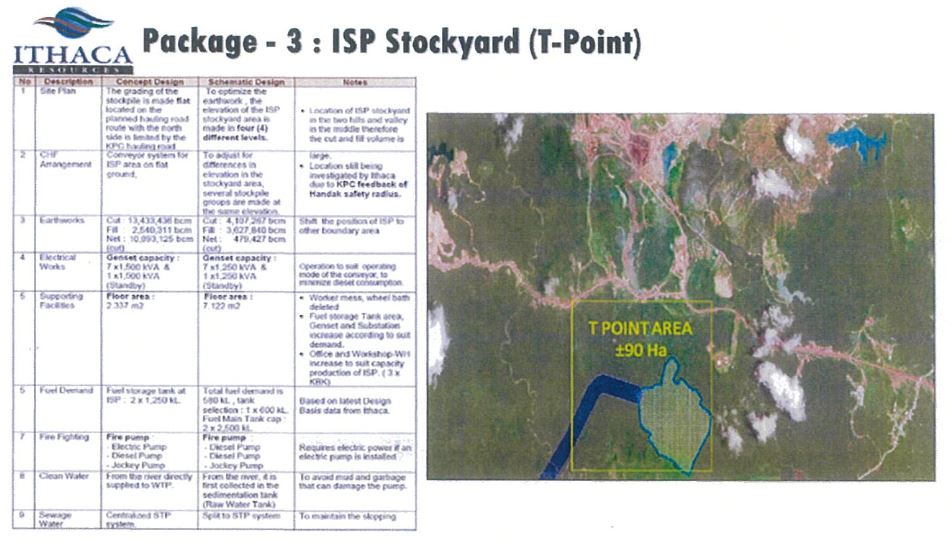 ITHACA
RESOURCES
Package - 3 : ISP Stockyard (T-Point)
No Description Concept Design Schematic Design Notes
1 Site Plan
The grading of the
stockpile is made flat
located on the
planned hauling road
route with the north
side is limited by the
KPC hauling road
To optimize the
earthwork , the
elevation of the ISP
stockyard area is
made in four (4)
different levels.
• Location of ISP stockyard
in the two hills and valley
in the middle therefore
the cut and fill volume is
large.
• Location still being
investigated by Ithaca
due to KPC feedback of
Handak safety radius.
2 CHF
Arrangement
Conveyor system for
ISP area on flat
ground,
To adjust for
differences in
elevation in the
stockyard area,
several stockpile
groups are made at
the same elevation.
3 Earthworks
Cut : 13,433,436 bcm
Fill : 2,540,311 bcm
Net : 10,893,125 bcm
(cut)
Cut : 4,107,267 bcm
Fill : 3,627,840 bcm
Net : 479,427 bcm
(cut)
Shift the position of ISP to
other boundary area
4 Electrical
Works
Genset capacity :
7 x1,500 kVA &
1 x1,500 kVA
(Standby)
Genset capacity :
7 x1,250 kVA &
1 x1,250 kVA
(Standby)
Operation to suit operating
mode of the conveyor, to
minimize diesel consumption.
5 Supporting
Facilities
Floor area :
2.337 m2
Floor area :
7.122 m2
• Worker mess, wheel bath
deleted
• Fuel storage Tank area,
Genset and Substation
increase according to suit
demand.
• Office and Workshop-WH
increase to suit capacity
production of ISP. ( 3 x
KBK)
Fuel Demand
Fuel storage tank at
ISP : 2 x 1,250 kL.
Total fuel demand is
580 kL , tank
selection : 1 x 600 kL.
Fuel Main Tank cap :
2 x 2,500 kL.
Based on latest Design
Basis data from Ithaca.
7 Fire Fighting
Fire pump :
- Electric Pump
- Diesel Pump
- Jockey Pump
Fire pump :
- Diesel Pump
- Diesel Pump
- Jockey Pump
Requires electric power if an
electric pump is installed
8 Clean Water
From the river directly
supplied to WTP.
From the river, it is
first collected in the
sedimentation tank
(Raw Water Tank)
To avoid mud and garbage
that can damage the pump.
9 Sewage
Water
Centralized STP
system.
Split to STP system
To maintain the slopping
T POINT AREA
±90 Ha